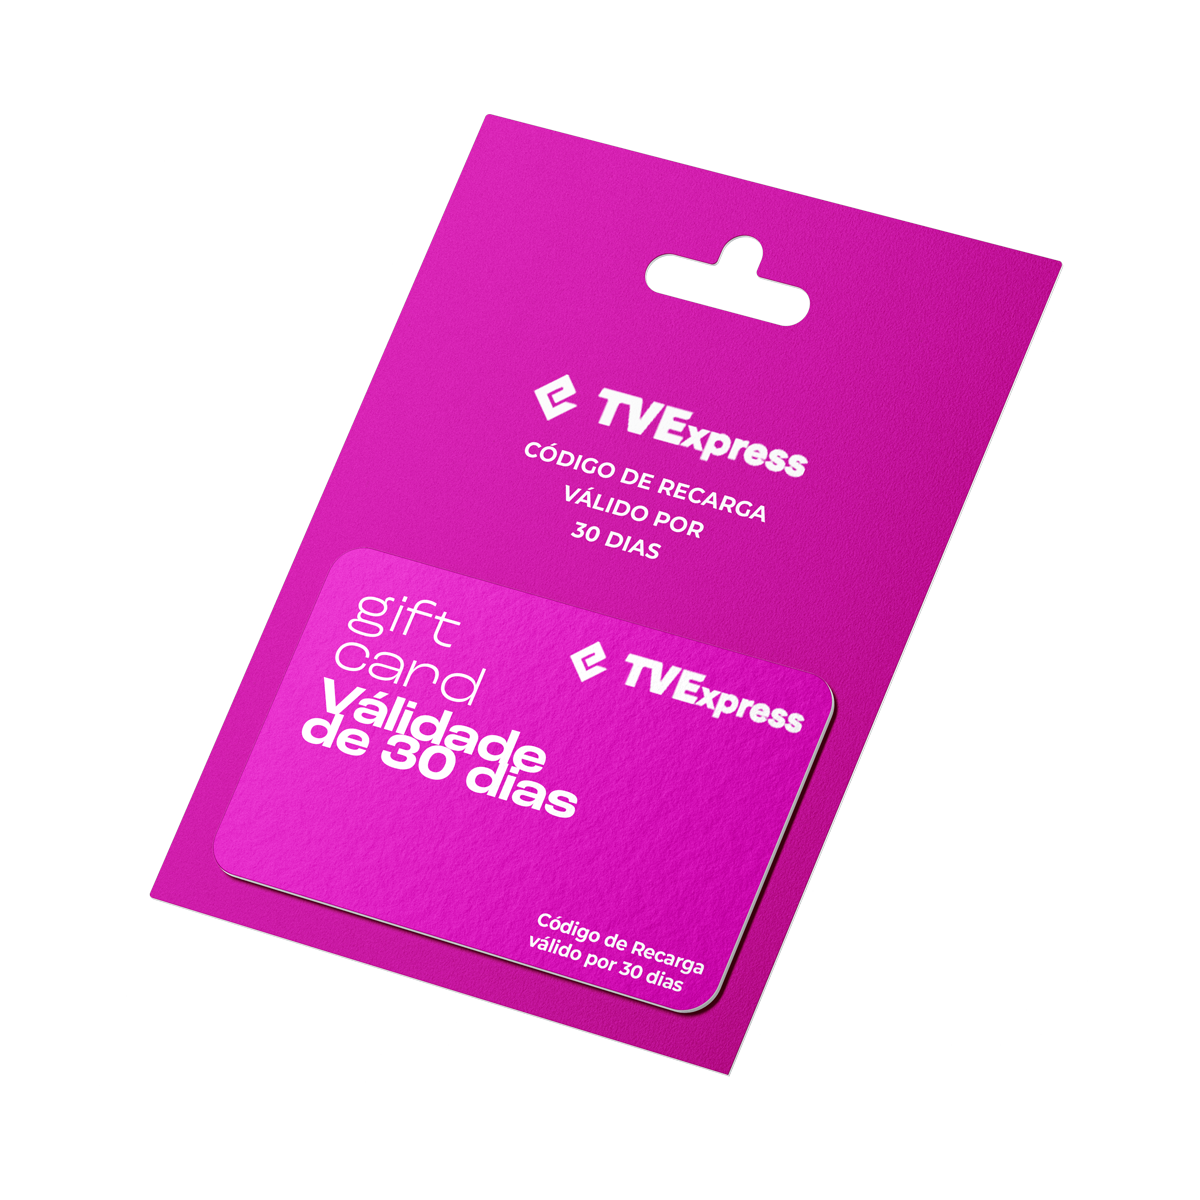 TVExpress
CÓDIGO DE RECARGA
VÁLIDO POR
30 DIAS
gift
card
Válidade
de 30 días
TVExpress
Código de Recarga
válido por 30 dias